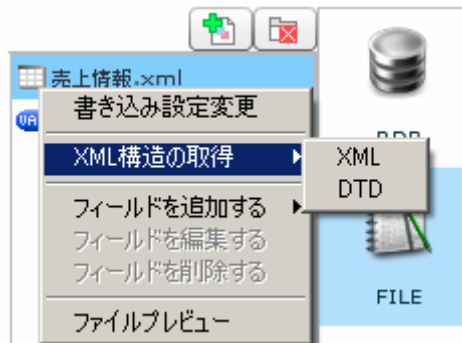 売上情報.xml
書き込み設定変更
XML構造の取得
XML
DTD
フィールドを追加する
フィールドを編集する
フィールドを削除する
ファイルプレビュー
FILE